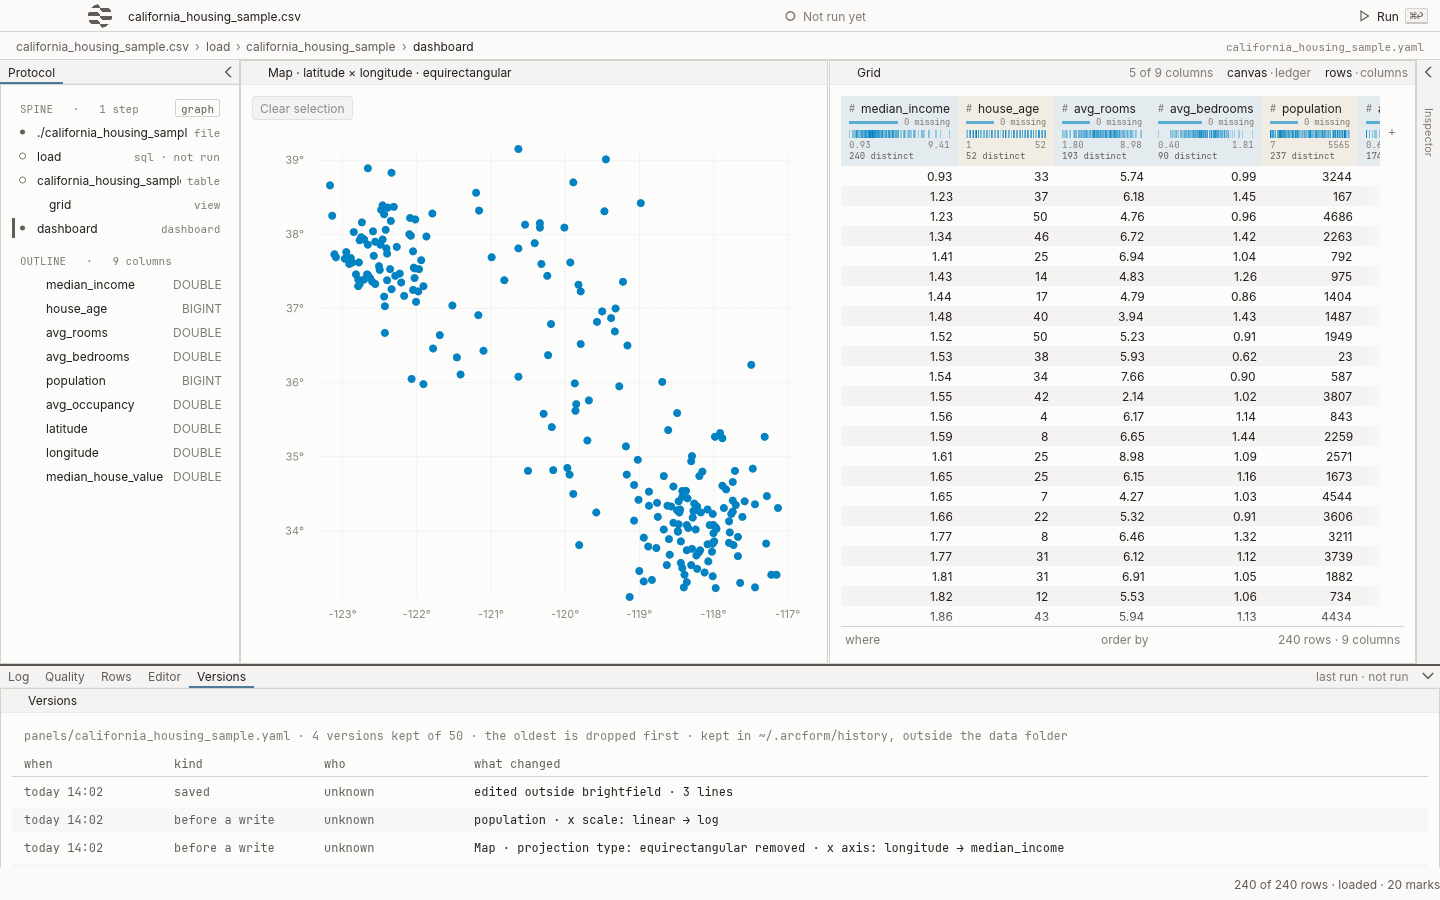 california_housing_sample.csv
Not run yet
Run
california_housing_sample.csv › load › california_housing_sample › dashboard
california_housing_sample.yaml
Protocol
SPINE · 1 step
graph
./california_housing_sampl file
load sql · not run
california_housing_sampl table
grid view
dashboard dashboard
OUTLINE · 9 columns
median_income DOUBLE
house_age BIGINT
avg_rooms DOUBLE
avg_bedrooms DOUBLE
population BIGINT
avg_occupancy DOUBLE
latitude DOUBLE
longitude DOUBLE
median_house_value DOUBLE
Map · latitude × longitude · equirectangular
Clear selection
39°
38°
37°
36°
35°
34°
-123° -122° -121° -120° -119° -118° -117°
Grid
5 of 9 columns canvas · ledger rows · columns
# median_income # house_age # avg_rooms # avg_bedrooms # population # a
0 missing 0 missing 0 missing 0 missing 0 missing
0.93 9.41 1 52 1.80 8.98 0.40 1.81 7 5565 0.6
240 distinct 52 distinct 193 distinct 90 distinct 237 distinct 174
+
0.93 33 5.74 0.99 3244
1.23 37 6.18 1.45 167
1.23 50 4.76 0.96 4686
1.34 46 6.72 1.42 2263
1.41 25 6.94 1.04 792
1.43 14 4.83 1.26 975
1.44 17 4.79 0.86 1404
1.48 40 3.94 1.43 1487
1.52 50 5.23 0.91 1949
1.53 38 5.93 0.62 23
1.54 34 7.66 0.90 587
1.55 42 2.14 1.02 3807
1.56 4 6.17 1.14 843
1.59 8 6.65 1.44 2259
1.61 25 8.98 1.09 2571
1.65 25 6.15 1.16 1673
1.65 7 4.27 1.03 4544
1.66 22 5.32 0.91 3606
1.77 8 6.46 1.32 3211
1.77 31 6.12 1.12 3739
1.81 31 6.91 1.05 1882
1.82 12 5.53 1.06 734
1.86 43 5.94 1.13 4434
where order by 240 rows · 9 columns
Inspector
Log Quality Rows Editor Versions
last run · not run
Versions
panels/california_housing_sample.yaml · 4 versions kept of 50 · the oldest is dropped first · kept in ~/.arcform/history, outside the data folder
when kind who what changed
today 14:02 saved unknown edited outside brightfield · 3 lines
today 14:02 before a write unknown population · x scale: linear → log
today 14:02 before a write unknown Map · projection type: equirectangular removed · x axis: longitude → median_income
240 of 240 rows · loaded · 20 marks